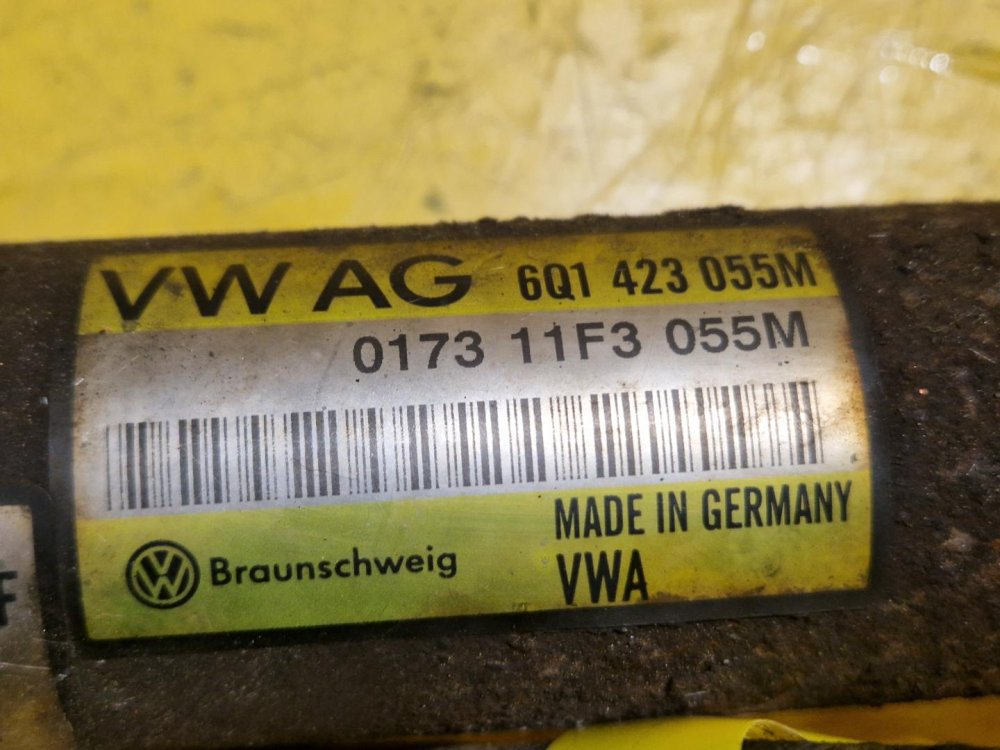 VW AG 6Q1 423 055M
0173 11F3 055M
MADE IN GERMANY
Braunschweig VWA
F